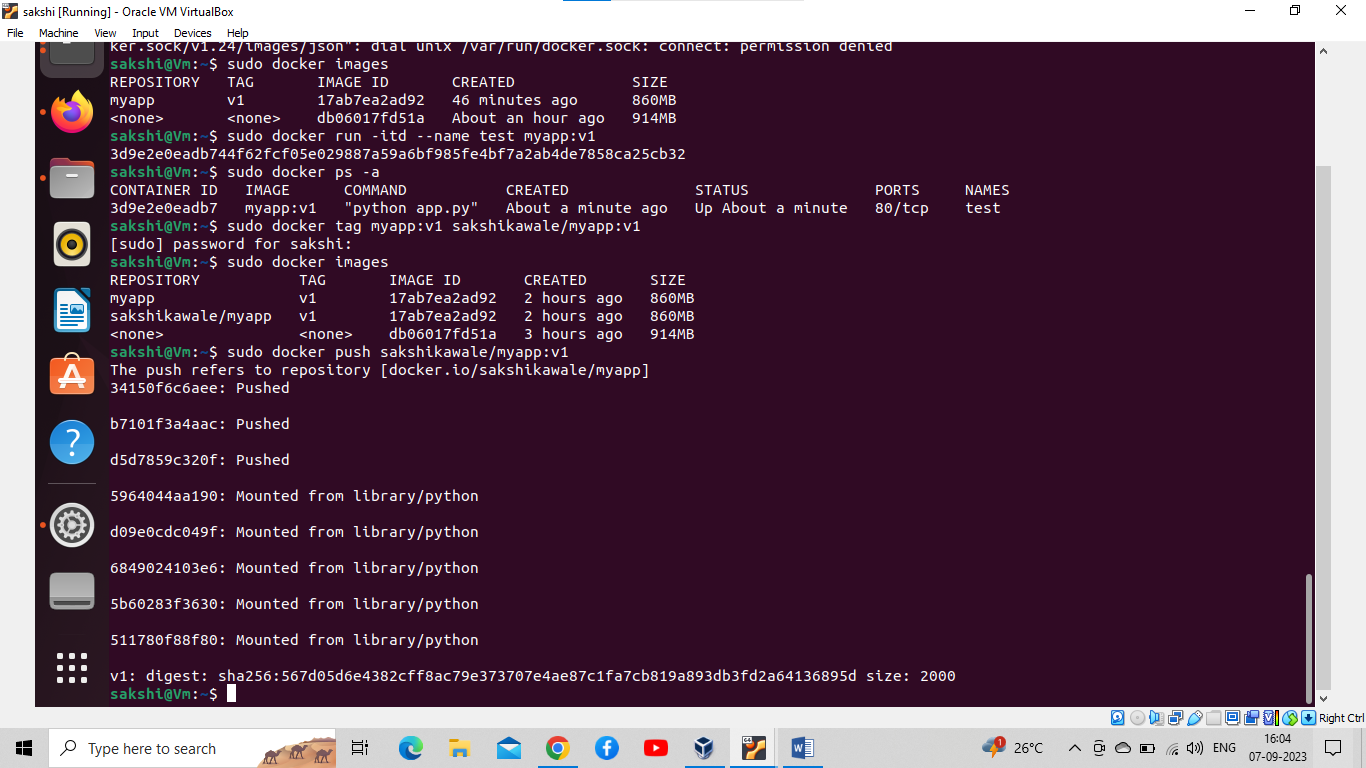 sakshi [Running] - Oracle VM VirtualBox
File Machine View Input Devices Help
ker.sock/v1.24/images/json": dial unix /var/run/docker.sock: connect: permission denied
sakshi@Vm:~$ sudo docker images
REPOSITORY TAG IMAGE ID CREATED SIZE
myapp v1 17ab7ea2ad92 46 minutes ago 860MB
<none> <none> db06017fd51a About an hour ago 914MB
sakshi@Vm:~$ sudo docker run -itd --name test myapp:v1
3d9e2e0eadb744f62fcf05e029887a59a6bf985fe4bf7a2ab4de7858ca25cb32
sakshi@Vm:~$ sudo docker ps -a
CONTAINER ID IMAGE COMMAND CREATED STATUS PORTS NAMES
3d9e2e0eadb7 myapp:v1 "python app.py" About a minute ago Up About a minute 80/tcp test
sakshi@Vm:~$ sudo docker tag myapp:v1 sakshikawale/myapp:v1
[sudo] password for sakshi:
sakshi@Vm:~$ sudo docker images
REPOSITORY TAG IMAGE ID CREATED SIZE
myapp v1 17ab7ea2ad92 2 hours ago 860MB
sakshikawale/myapp v1 17ab7ea2ad92 2 hours ago 860MB
<none> <none> db06017fd51a 3 hours ago 914MB
sakshi@Vm:~$ sudo docker push sakshikawale/myapp:v1
The push refers to repository [docker.io/sakshikawale/myapp]
34150f6c6aee: Pushed
b7101f3a4aac: Pushed
d5d7859c320f: Pushed
5964044aa190: Mounted from library/python
d09e0cdc049f: Mounted from library/python
6849024103e6: Mounted from library/python
5b60283f3630: Mounted from library/python
511780f88f80: Mounted from library/python
v1: digest: sha256:567d05d6e4382cff8ac79e373707e4ae87c1fa7cb819a893db3fd2a64136895d size: 2000
sakshi@Vm:~$
Right Ctrl
Type here to search
1
64
26°C
ENG
16:04
07-09-2023